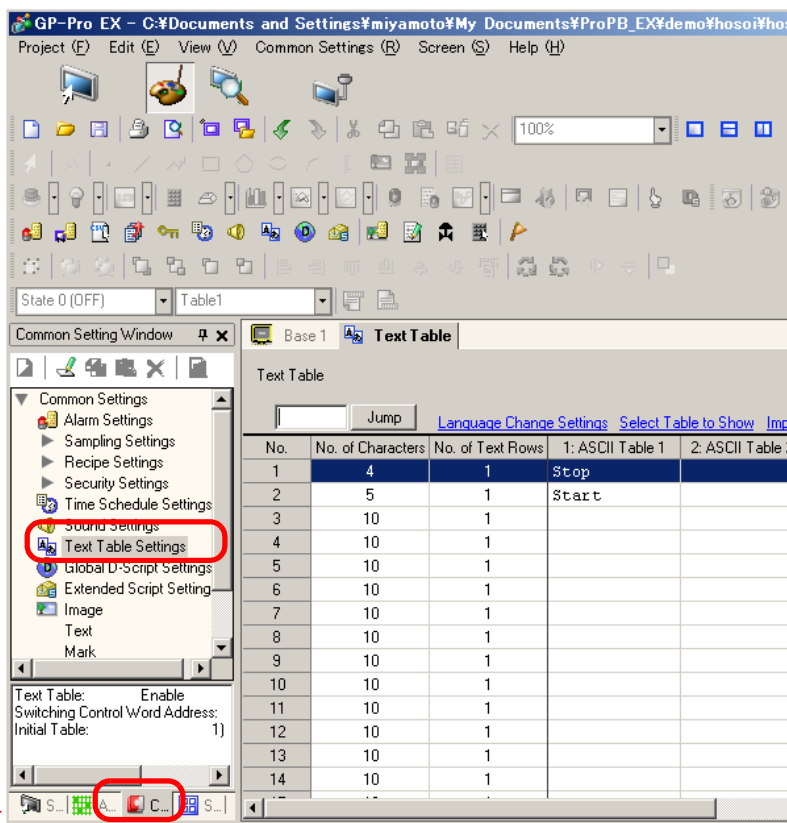 GP-Pro EX - C:¥Documents and Settings¥miyamoto¥My Documents¥ProPB_EX¥demo¥hosoi¥hos
Project (F) Edit (E) View (V) Common Settings (R) Screen (S) Help (H)
100%
State 0 (OFF) Table1
Common Setting Window Base 1 Text Table
Text Table
Jump Language Change Settings Select Table to Show Imp
Common Settings
Alarm Settings
Sampling Settings
Recipe Settings
Security Settings
Time Schedule Settings
Sound Settings
Text Table Settings
Global D-Script Settings
Extended Script Setting
Image
Text
Mark
No. No. of Characters No. of Text Rows 1: ASCII Table 1 2: ASCII Table
1 4 1 Stop
2 5 1 Start
3 10 1
4 10 1
5 10 1
6 10 1
7 10 1
8 10 1
9 10 1
10 10 1
11 10 1
12 10 1
13 10 1
14 10 1
Text Table: Enable
Switching Control Word Address:
Initial Table: 1)
S... A... C... S...